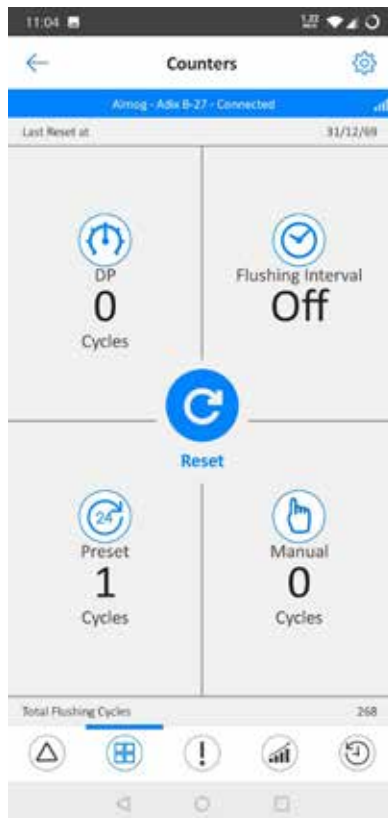 11:04
Counters
Almog - Adix B-27 - Connected
Last Reset at 31/12/69
DP
0
Cycles
Flushing Interval
Off
Reset
24
Preset
1
Cycles
Manual
0
Cycles
Total Flushing Cycles 268